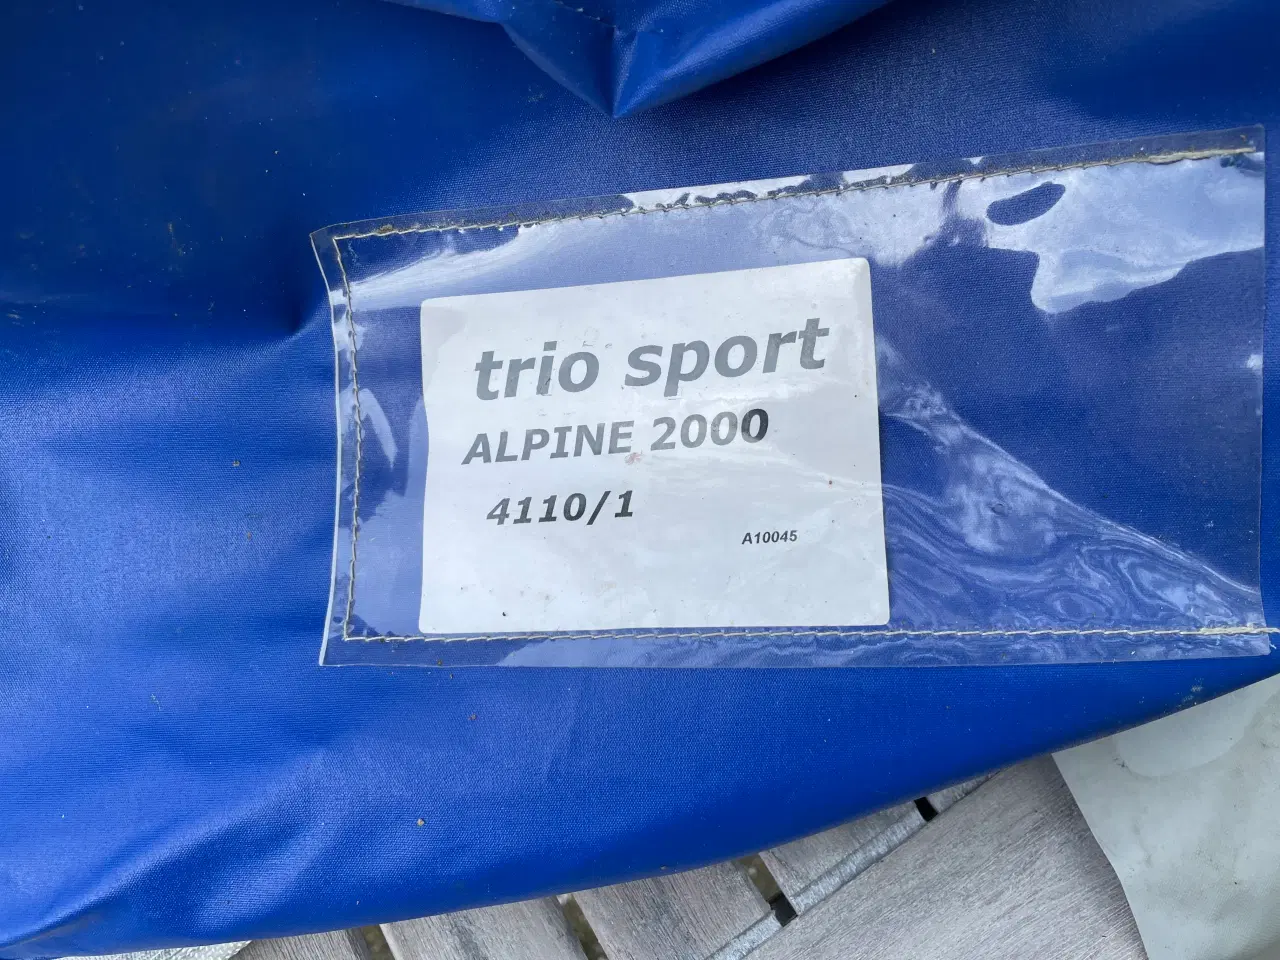 trio sport
ALPINE 2000
4110/1
A10045